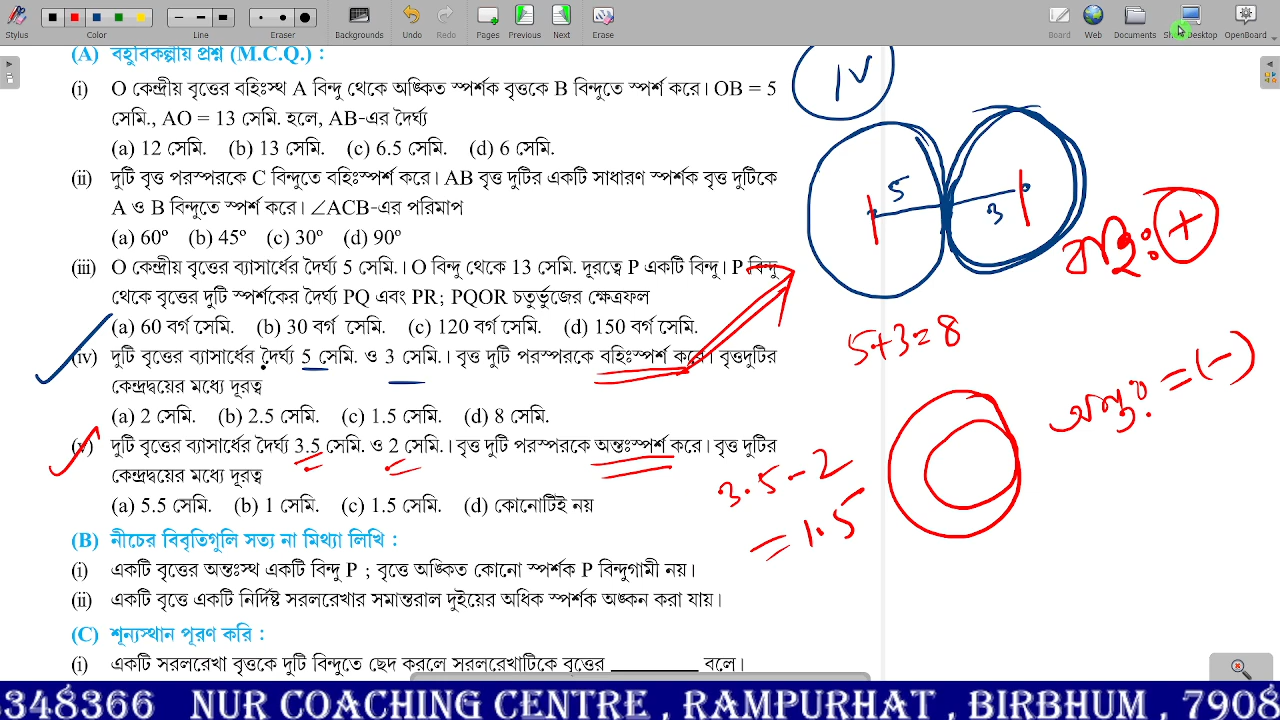 Stylus Color Line Eraser Backgrounds Undo Redo Pages Previous Next Erase Board Web Documents Show Desktop OpenBoard
(A) বহুবিকল্পীয় প্রশ্ন (M.C.Q.) :
(i) O কেন্দ্রীয় বৃত্তের বহিঃস্থ A বিন্দু থেকে অঙ্কিত স্পর্শক বৃত্তকে B বিন্দুতে স্পর্শ করে। OB = 5
সেমি., AO = 13 সেমি. হলে, AB-এর দৈর্ঘ্য
(a) 12 সেমি. (b) 13 সেমি. (c) 6.5 সেমি. (d) 6 সেমি.
(ii) দুটি বৃত্ত পরস্পরকে C বিন্দুতে বহিঃস্পর্শ করে। AB বৃত্ত দুটির একটি সাধারণ স্পর্শক বৃত্ত দুটিকে
A ও B বিন্দুতে স্পর্শ করে। ∠ACB-এর পরিমাপ
(a) 60° (b) 45° (c) 30° (d) 90°
(iii) O কেন্দ্রীয় বৃত্তের ব্যাসার্ধের দৈর্ঘ্য 5 সেমি.। O বিন্দু থেকে 13 সেমি. দূরত্বে P একটি বিন্দু। P বিন্দু
থেকে বৃত্তের দুটি স্পর্শকের দৈর্ঘ্য PQ এবং PR; PQOR চতুর্ভুজের ক্ষেত্রফল
(a) 60 বর্গ সেমি. (b) 30 বর্গ সেমি. (c) 120 বর্গ সেমি. (d) 150 বর্গ সেমি.
(iv) দুটি বৃত্তের ব্যাসার্ধের দৈর্ঘ্য 5 সেমি. ও 3 সেমি.। বৃত্ত দুটি পরস্পরকে বহিঃস্পর্শ করে। বৃত্তদুটির
কেন্দ্রদ্বয়ের মধ্যে দূরত্ব
(a) 2 সেমি. (b) 2.5 সেমি. (c) 1.5 সেমি. (d) 8 সেমি.
(v) দুটি বৃত্তের ব্যাসার্ধের দৈর্ঘ্য 3.5 সেমি. ও 2 সেমি.। বৃত্ত দুটি পরস্পরকে অন্তঃস্পর্শ করে। বৃত্ত দুটির
কেন্দ্রদ্বয়ের মধ্যে দূরত্ব
(a) 5.5 সেমি. (b) 1 সেমি. (c) 1.5 সেমি. (d) কোনোটিই নয়
(B) নীচের বিবৃতিগুলি সত্য না মিথ্যা লিখি :
(i) একটি বৃত্তের অন্তঃস্থ একটি বিন্দু P ; বৃত্তে অঙ্কিত কোনো স্পর্শক P বিন্দুগামী নয়।
(ii) একটি বৃত্তে একটি নির্দিষ্ট সরলরেখার সমান্তরাল দুইয়ের অধিক স্পর্শক অঙ্কন করা যায়।
(C) শূন্যস্থান পূরণ করি :
(i) একটি সরলরেখা বৃত্তকে দুটি বিন্দুতে ছেদ করলে সরলরেখাটিকে বৃত্তের __________ বলে।
iv
5 3
বহিঃ +
5+3=8
অন্তঃ = (-)
3.5-2
=1.5
348366 NUR COACHING CENTRE , RAMPURHAT , BIRBHUM , 7908